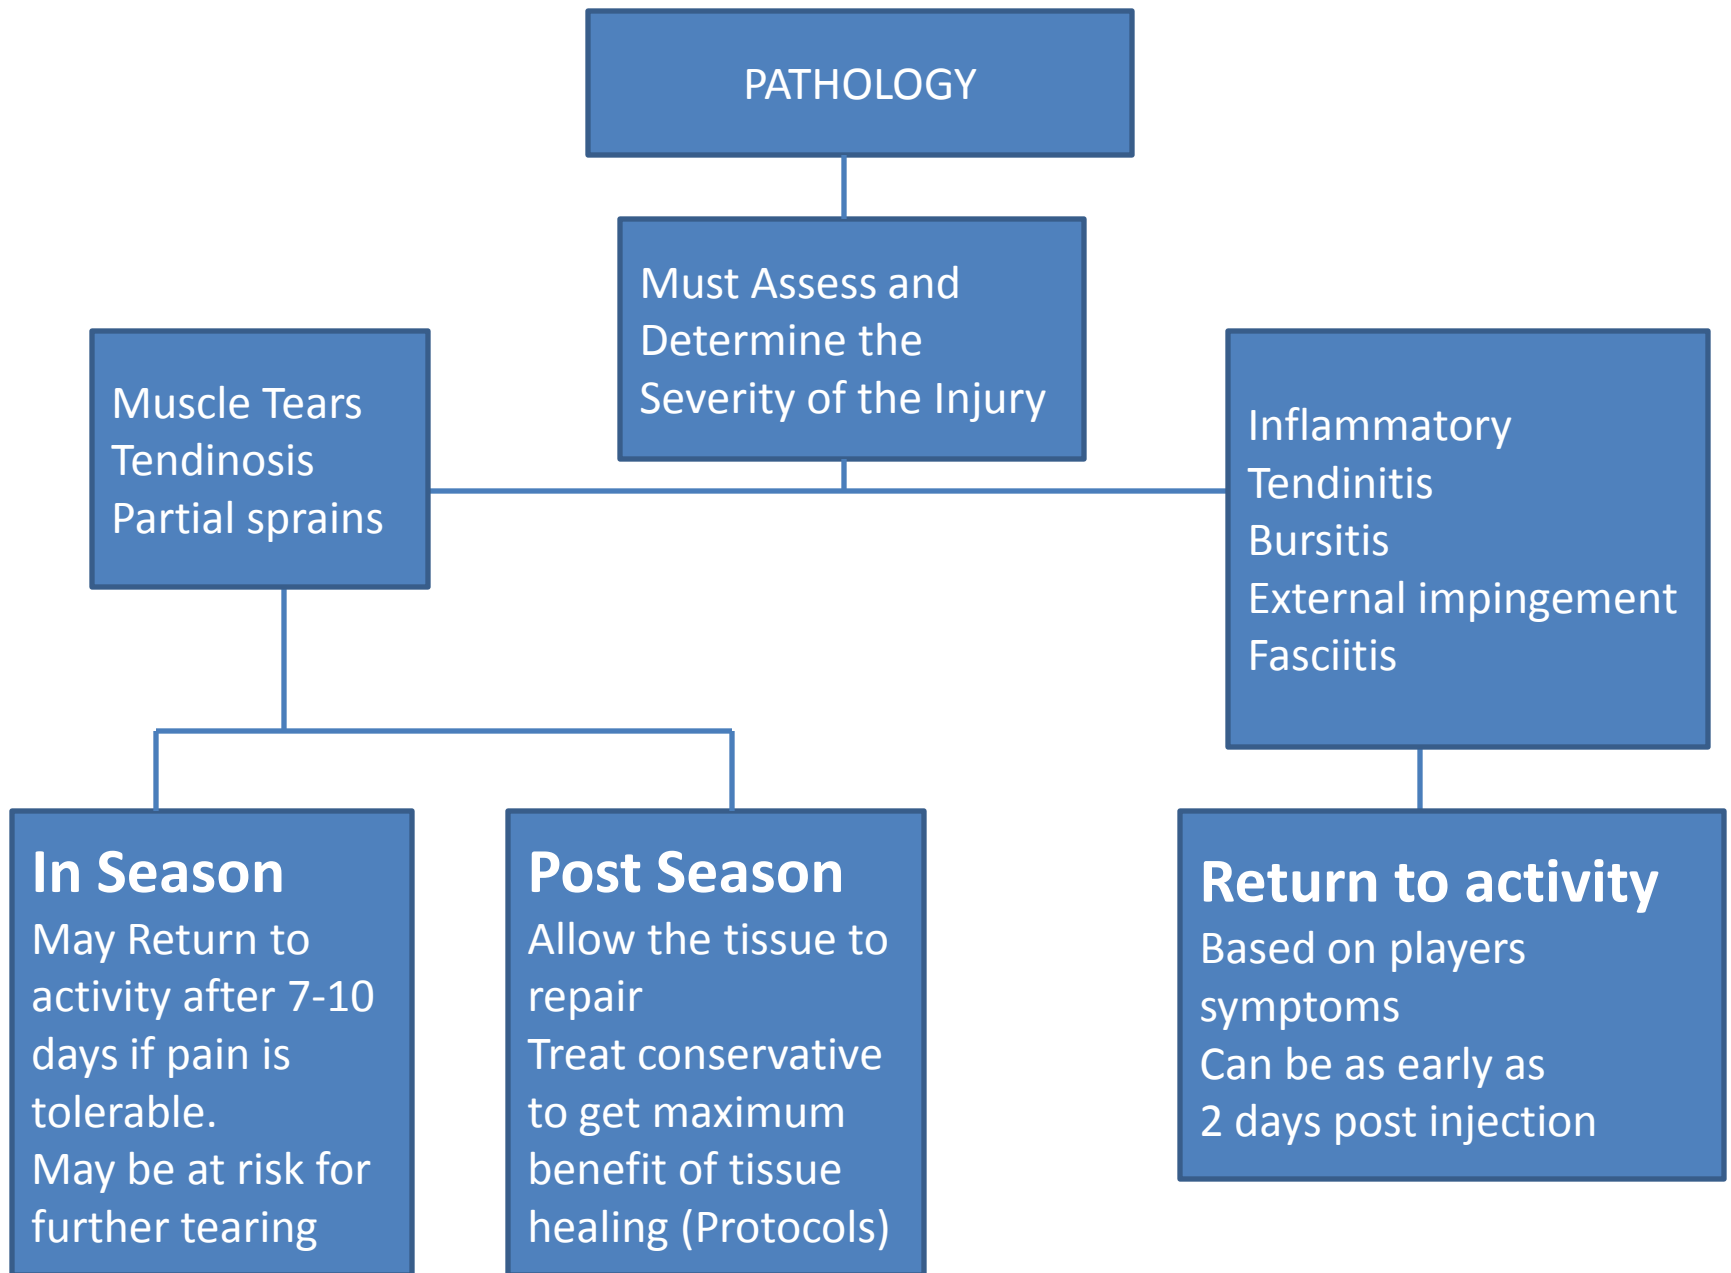 PATHOLOGY
Must Assess and
Determine the
Severity of the Injury
Muscle Tears
Tendinosis
Partial sprains
Inflammatory
Tendinitis
Bursitis
External impingement
Fasciitis
In Season
May Return to
activity after 7-10
days if pain is
tolerable.
May be at risk for
further tearing
Post Season
Allow the tissue to
repair
Treat conservative
to get maximum
benefit of tissue
healing (Protocols)
Return to activity
Based on players
symptoms
Can be as early as
2 days post injection